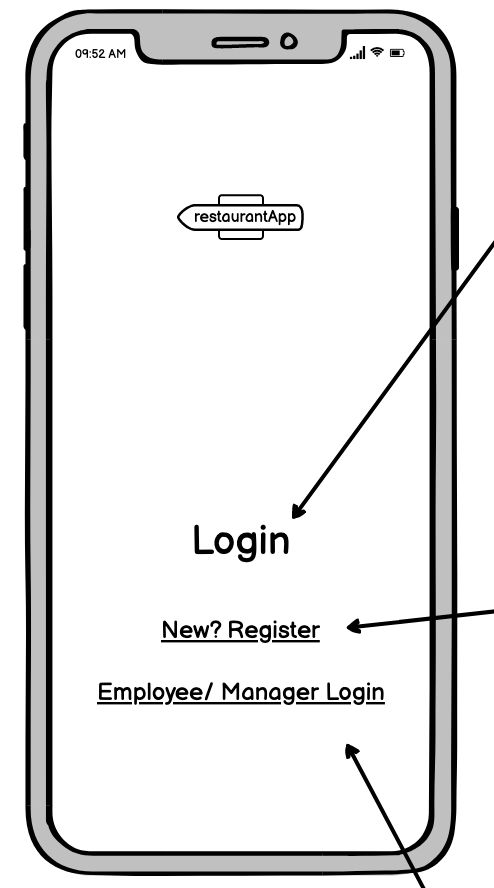 09:52 AM
restaurantApp
Login
New? Register
Employee/ Manager Login